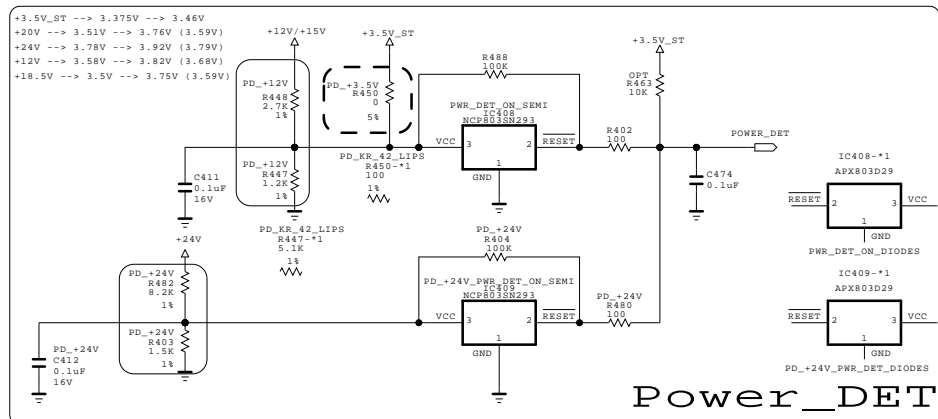 +3.5V_ST --> 3.375V --> 3.46V
+20V --> 3.51V --> 3.76V (3.59V)
+24V --> 3.78V --> 3.92V (3.79V)
+12V --> 3.58V --> 3.82V (3.68V)
+18.5V --> 3.5V --> 3.75V (3.59V)
+12V/+15V
+3.5V_ST
PD_+12V
R448
2.7K
1%
PD_+3.5V
R450
0
5%
R488
100K
PWR_DET_ON_SEMI
IC408
NCP803SN293
VCC
3
2
RESET
1
GND
+3.5V_ST
OPT
R463
10K
R402
100
POWER_DET
C474
0.1uF
C411
0.1uF
16V
PD_+12V
R447
1.2K
1%
PD_KR_42_LIPS
R450-*1
100
1%
PD_KR_42_LIPS
R447-*1
5.1K
1%
IC408-*1
APX803D29
RESET
2
3
VCC
1
GND
PWR_DET_ON_DIODES
+24V
PD_+24V
R482
8.2K
1%
PD_+24V
R403
1.5K
1%
PD_+24V
C412
0.1uF
16V
PD_+24V
R404
100K
PD_+24V_PWR_DET_ON_SEMI
IC409
NCP803SN293
VCC
3
2
RESET
1
GND
PD_+24V
R480
100
IC409-*1
APX803D29
RESET
2
3
VCC
1
GND
PD_+24V_PWR_DET_DIODES
Power_DET